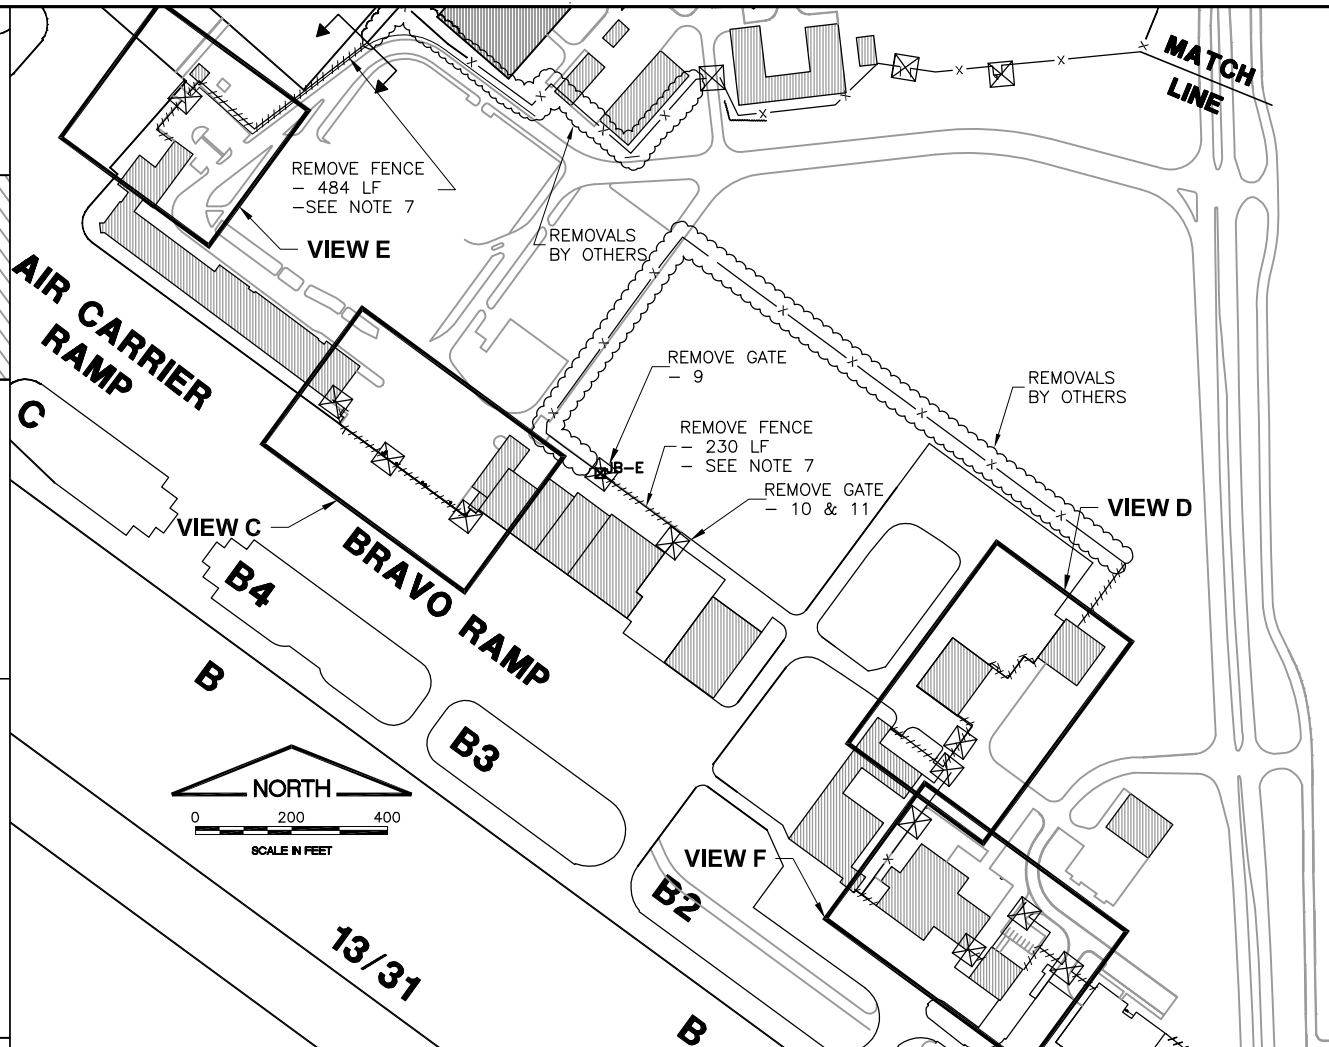 MATCH
LINE
REMOVE FENCE
- 484 LF
-SEE NOTE 7
VIEW E
REMOVALS
BY OTHERS
AIR CARRIER
RAMP
REMOVE GATE
- 9
REMOVALS
BY OTHERS
REMOVE FENCE
- 230 LF
- SEE NOTE 7
B-E
REMOVE GATE
- 10 & 11
VIEW D
C
VIEW C
BRAVO RAMP
B4
B
B3
NORTH
0 200 400
SCALE IN FEET
VIEW F
B2
13/31
B